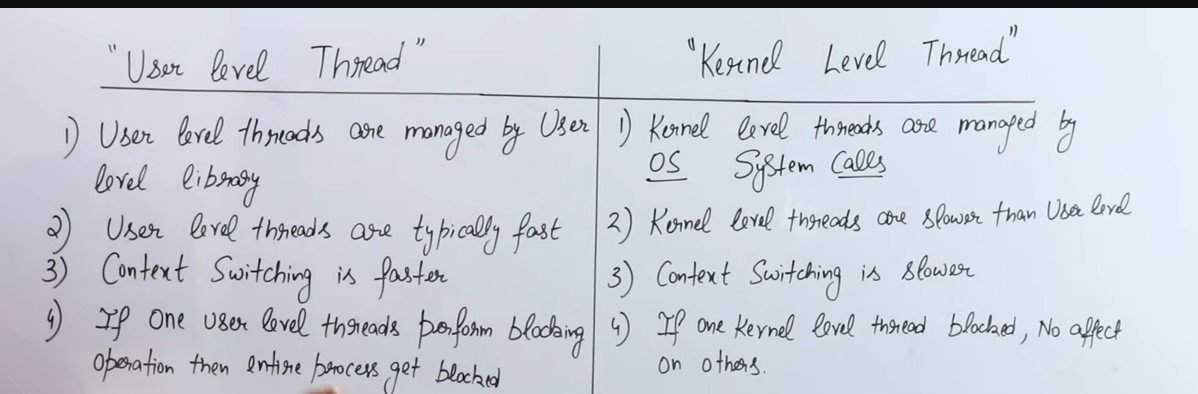 "User level Thread"
1) User level threads are managed by User
level library
2) User level threads are typically fast
3) Context Switching is faster
4) If one user level threads perform blocking
operation then entire process get blocked
"Kernel Level Thread"
1) Kernel level threads are managed by
OS System Calls
2) Kernel level threads are slower than User level
3) Context Switching is slower
4) If one kernel level thread blocked, No affect
on others.